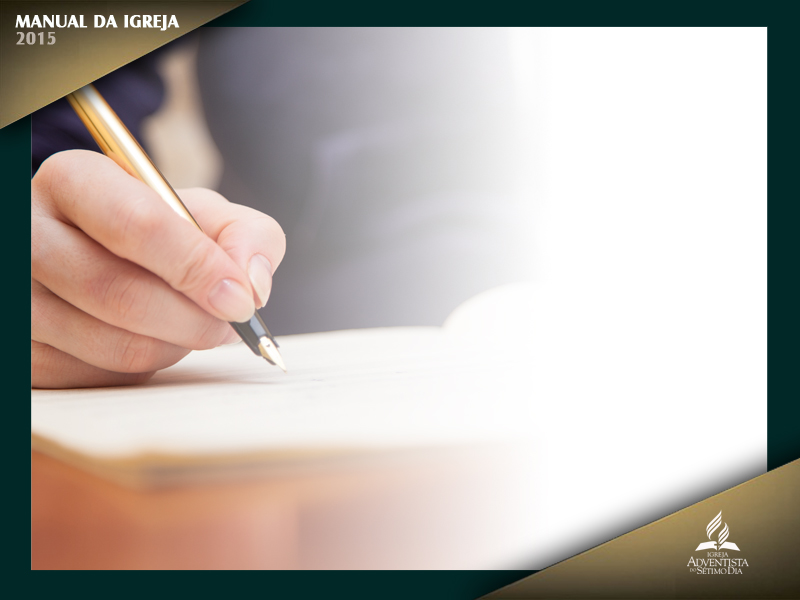 MANUAL DA IGREJA
2015
IGREJA
ADVENTISTA
DO SÉTIMO DIA